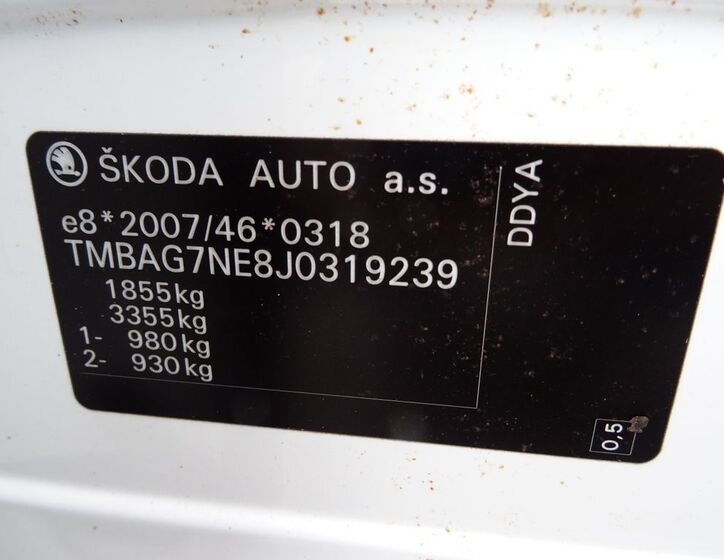 ŠKODA AUTO a.s.
e8*2007/46*0318
TMBAG7NE8J0319239
1855kg
3355kg
1- 980kg
2- 930kg
DDYA
0,5